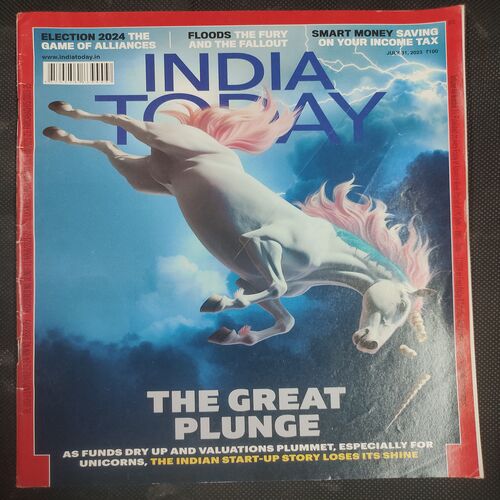 ELECTION 2024 THE
GAME OF ALLIANCES
FLOODS THE FURY
AND THE FALLOUT
SMART MONEY SAVING
ON YOUR INCOME TAX
www.indiatoday.in
JULY 31, 2023 ₹100
INDIA
TODAY
THE GREAT
PLUNGE
AS FUNDS DRY UP AND VALUATIONS PLUMMET, ESPECIALLY FOR
UNICORNS, THE INDIAN START-UP STORY LOSES ITS SHINE